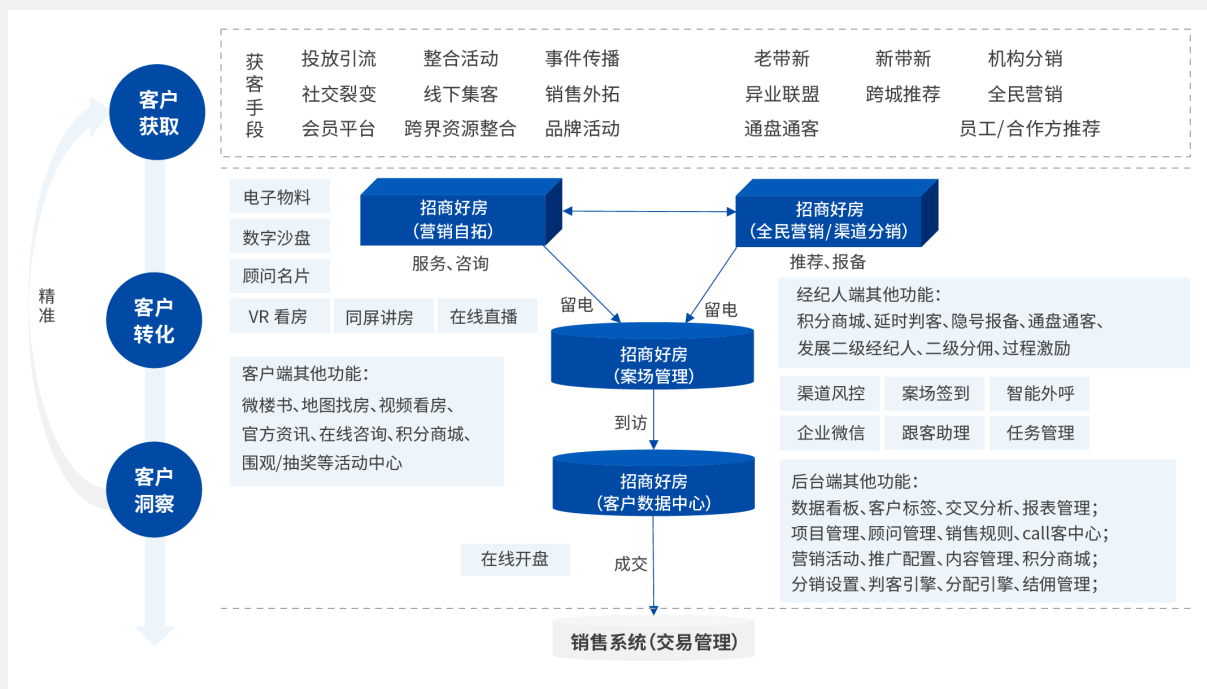 获客手段
投放引流 整合活动 事件传播 老带新 新带新 机构分销
社交裂变 线下集客 销售外拓 异业联盟 跨城推荐 全民营销
会员平台 跨界资源整合 品牌活动 通盘通客 员工/合作方推荐
客户
获取
电子物料
数字沙盘
顾问名片
VR 看房 同屏讲房 在线直播
招商好房
（营销自拓）
招商好房
（全民营销/渠道分销）
服务、咨询
推荐、报备
留电
留电
精准
客户
转化
招商好房
（案场管理）
经纪人端其他功能：
积分商城、延时判客、隐号报备、通盘通客、
发展二级经纪人、二级分佣、过程激励
客户端其他功能：
微楼书、地图找房、视频看房、
官方资讯、在线咨询、积分商城、
围观/抽奖等活动中心
渠道风控 案场签到 智能外呼
企业微信 跟客助理 任务管理
到访
客户
洞察
招商好房
（客户数据中心）
后台端其他功能：
数据看板、客户标签、交叉分析、报表管理；
项目管理、顾问管理、销售规则、call客中心；
营销活动、推广配置、内容管理、积分商城；
分销设置、判客引擎、分配引擎、结佣管理；
在线开盘
成交
销售系统（交易管理）